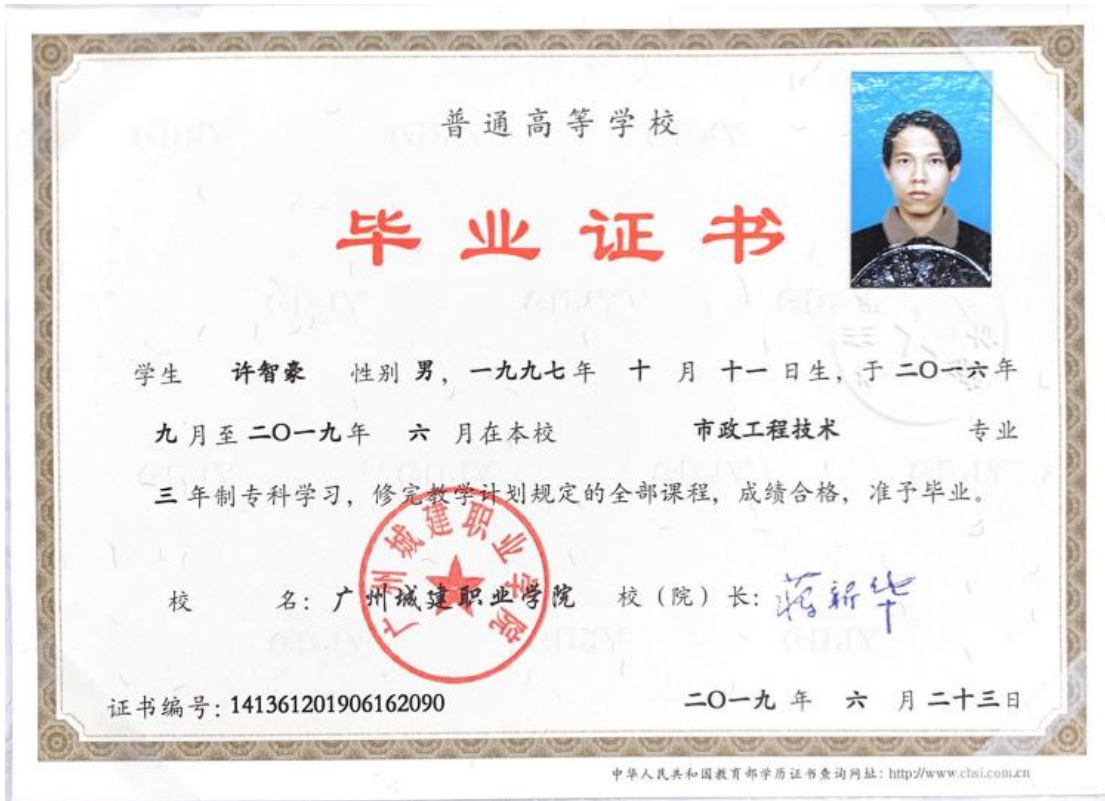 普通高等学校
毕业证书
学生 许智豪 性别 男，一九九七年 十 月 十一 日生，于 二〇一六年
九月至二〇一九年 六 月在本校 市政工程技术 专业
三年制专科学习，修完教学计划规定的全部课程，成绩合格，准予毕业。
广州城建职业学院
校 名：广州城建职业学院 校（院）长：蒋新华
证书编号：141361201906162090 二〇一九 年 六 月 二十三日
中华人民共和国教育部学历证书查询网址：http://www.chsi.com.cn